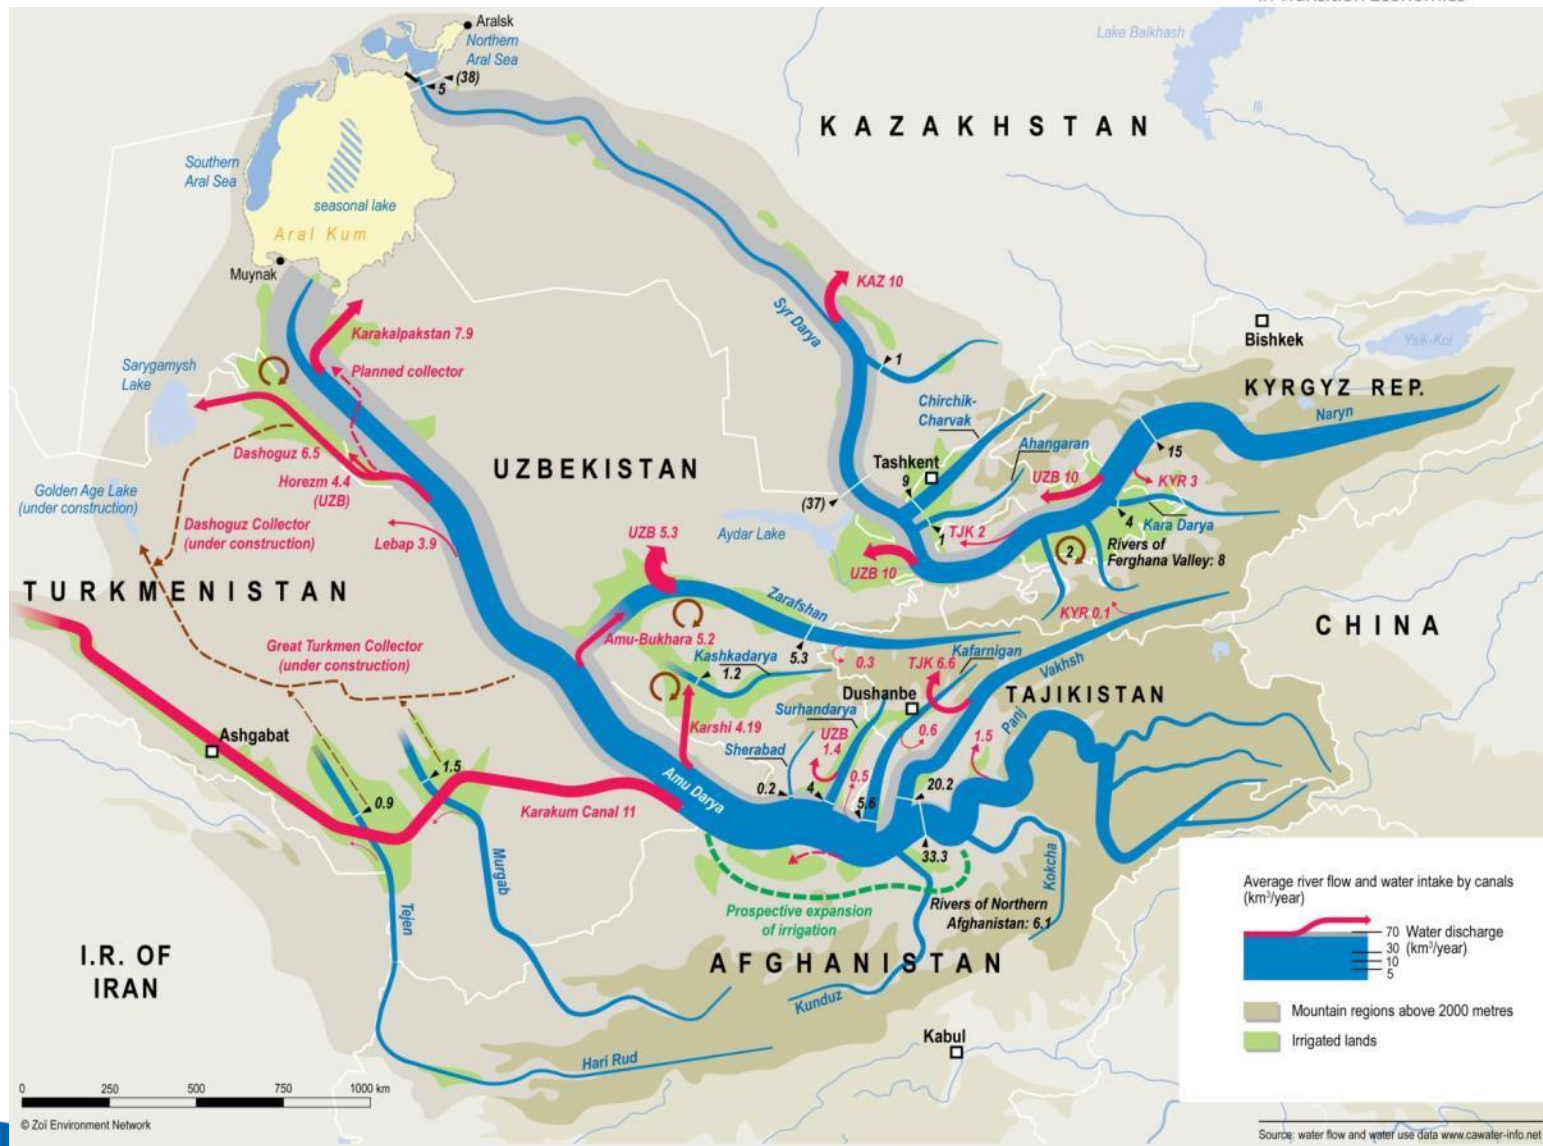 Aralsk
Northern
Aral Sea
(38)
5
Lake Balkhash
Ili
KAZAKHSTAN
Southern
Aral Sea
seasonal lake
Aral Kum
Muynak
KAZ 10
Syr Darya
1
Bishkek
Ysik-Kol
KYRGYZ REP.
Naryn
15
Karakalpakstan 7.9
Planned collector
Sarygamysh
Lake
Chirchik-
Charvak
Ahangaran
Tashkent
9
UZB 10
KYR 3
(37)
TJK 2
1
4
Kara Darya
2
Rivers of
Ferghana Valley: 8
UZBEKISTAN
Dashoguz 6.5
Horezm 4.4
(UZB)
Golden Age Lake
(under construction)
Dashoguz Collector
(under construction)
Lebap 3.9
UZB 5.3
Aydar Lake
UZB 10
TURKMENISTAN
Zarafshan
KYR 0.1
CHINA
Great Turkmen Collector
(under construction)
Amu-Bukhara 5.2
5.3
0.3
Kashkadarya
1.2
TJK 6.6
Kafarnigan
Vakhsh
Dushanbe
TAJIKISTAN
Surhandarya
Panj
Karshi 4.19
Sherabad
UZB
1.4
0.6
1.5
Ashgabat
1.5
0.9
Amu Darya
0.2
4
0.5
5.6
20.2
Karakum Canal 11
33.3
Murgab
Kokcha
Tejen
Prospective expansion
of irrigation
Rivers of Northern
Afghanistan: 6.1
I.R. OF
IRAN
AFGHANISTAN
Kunduz
Kabul
Hari Rud
Average river flow and water intake by canals
(km³/year)
70
30
10
5
Water discharge
(km³/year)
Mountain regions above 2000 metres
Irrigated lands
0 250 500 750 1000 km
© Zoï Environment Network
Source: water flow and water use data www.cawater-info.net